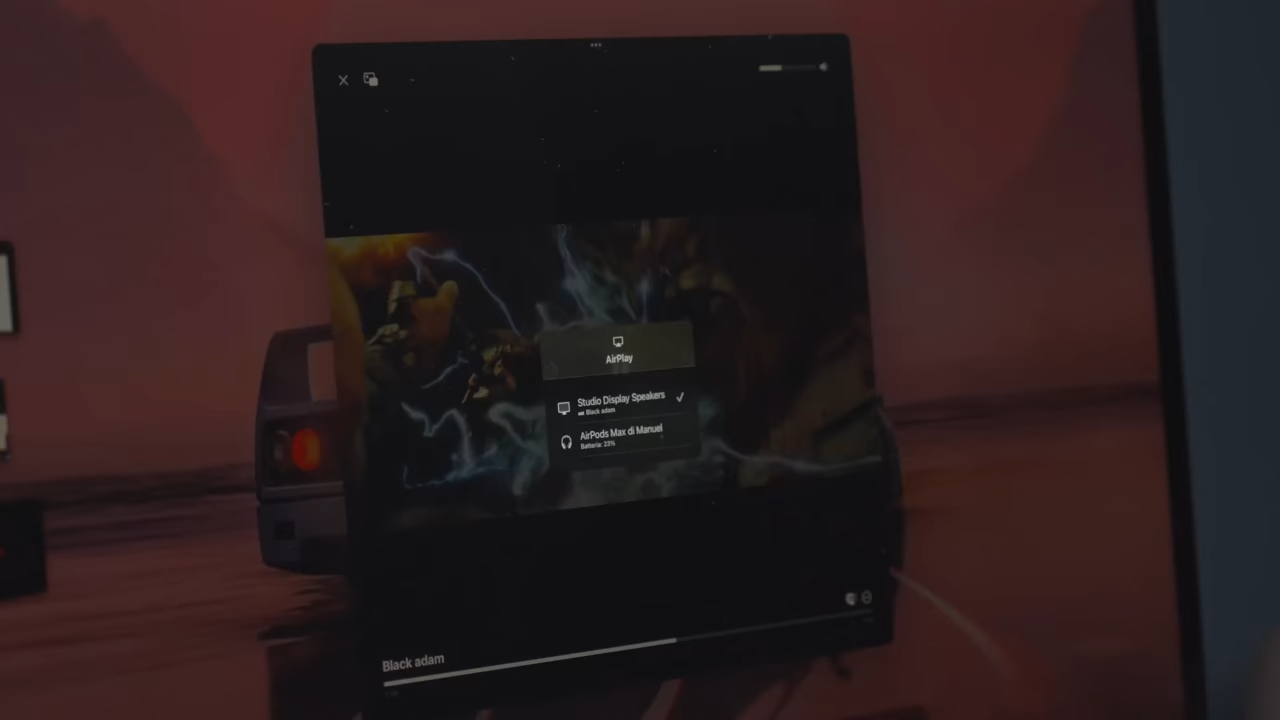 AirPlay
Studio Display Speakers
Black adam
AirPods Max di Manuel
Batteria: 23%
Black adam